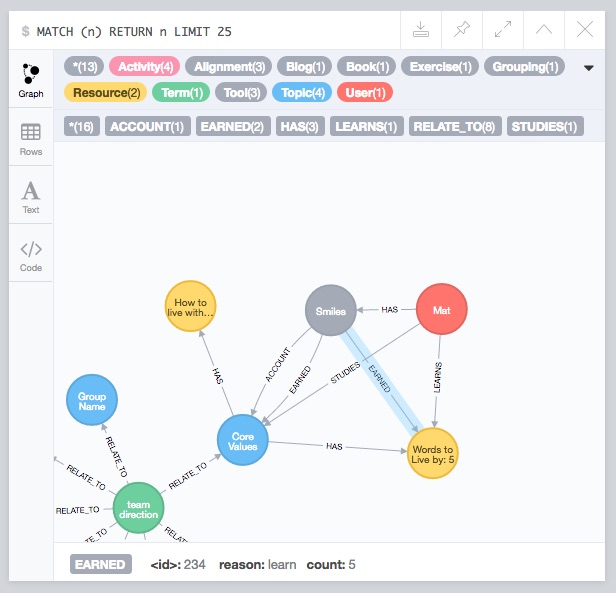 $ MATCH (n) RETURN n LIMIT 25
Graph
Rows
Text
Code
*(13) Activity(4) Alignment(3) Blog(1) Book(1) Exercise(1) Grouping(1)
Resource(2) Term(1) Tool(3) Topic(4) User(1)
*(16) ACCOUNT(1) EARNED(2) HAS(3) LEARNS(1) RELATE_TO(8) STUDIES(1)
How to
live with...
Smiles
HAS
Mat
HAS
ACCOUNT
EARNED
STUDIES
EARNED
LEARNS
Group
Name
Core
Values
HAS
Words to
Live by: 5
RELATE_TO
RELATE_TO
RELATE_TO
RELATE_TO
team
direction
EARNED <id>: 234 reason: learn count: 5